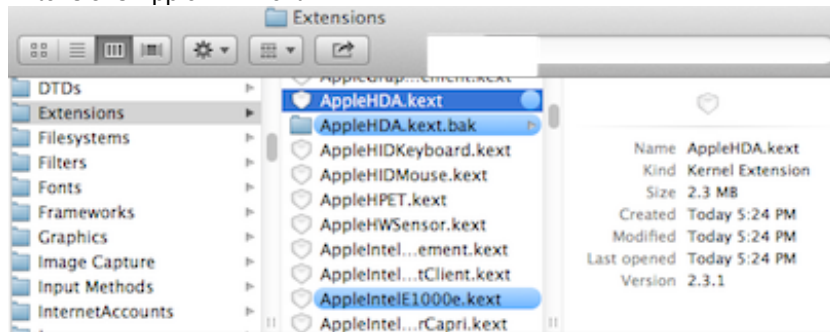 Extensions
DTDs
Extensions
Filesystems
Filters
Fonts
Frameworks
Graphics
Image Capture
Input Methods
InternetAccounts
AppleHDA.kext
AppleHDA.kext.bak
AppleHIDKeyboard.kext
AppleHIDMouse.kext
AppleHPET.kext
AppleHWSensor.kext
AppleIntel...ement.kext
AppleIntel...tClient.kext
AppleIntelE1000e.kext
AppleIntel...rCapri.kext
Name AppleHDA.kext
Kind Kernel Extension
Size 2.3 MB
Created Today 5:24 PM
Modified Today 5:24 PM
Last opened Today 5:24 PM
Version 2.3.1